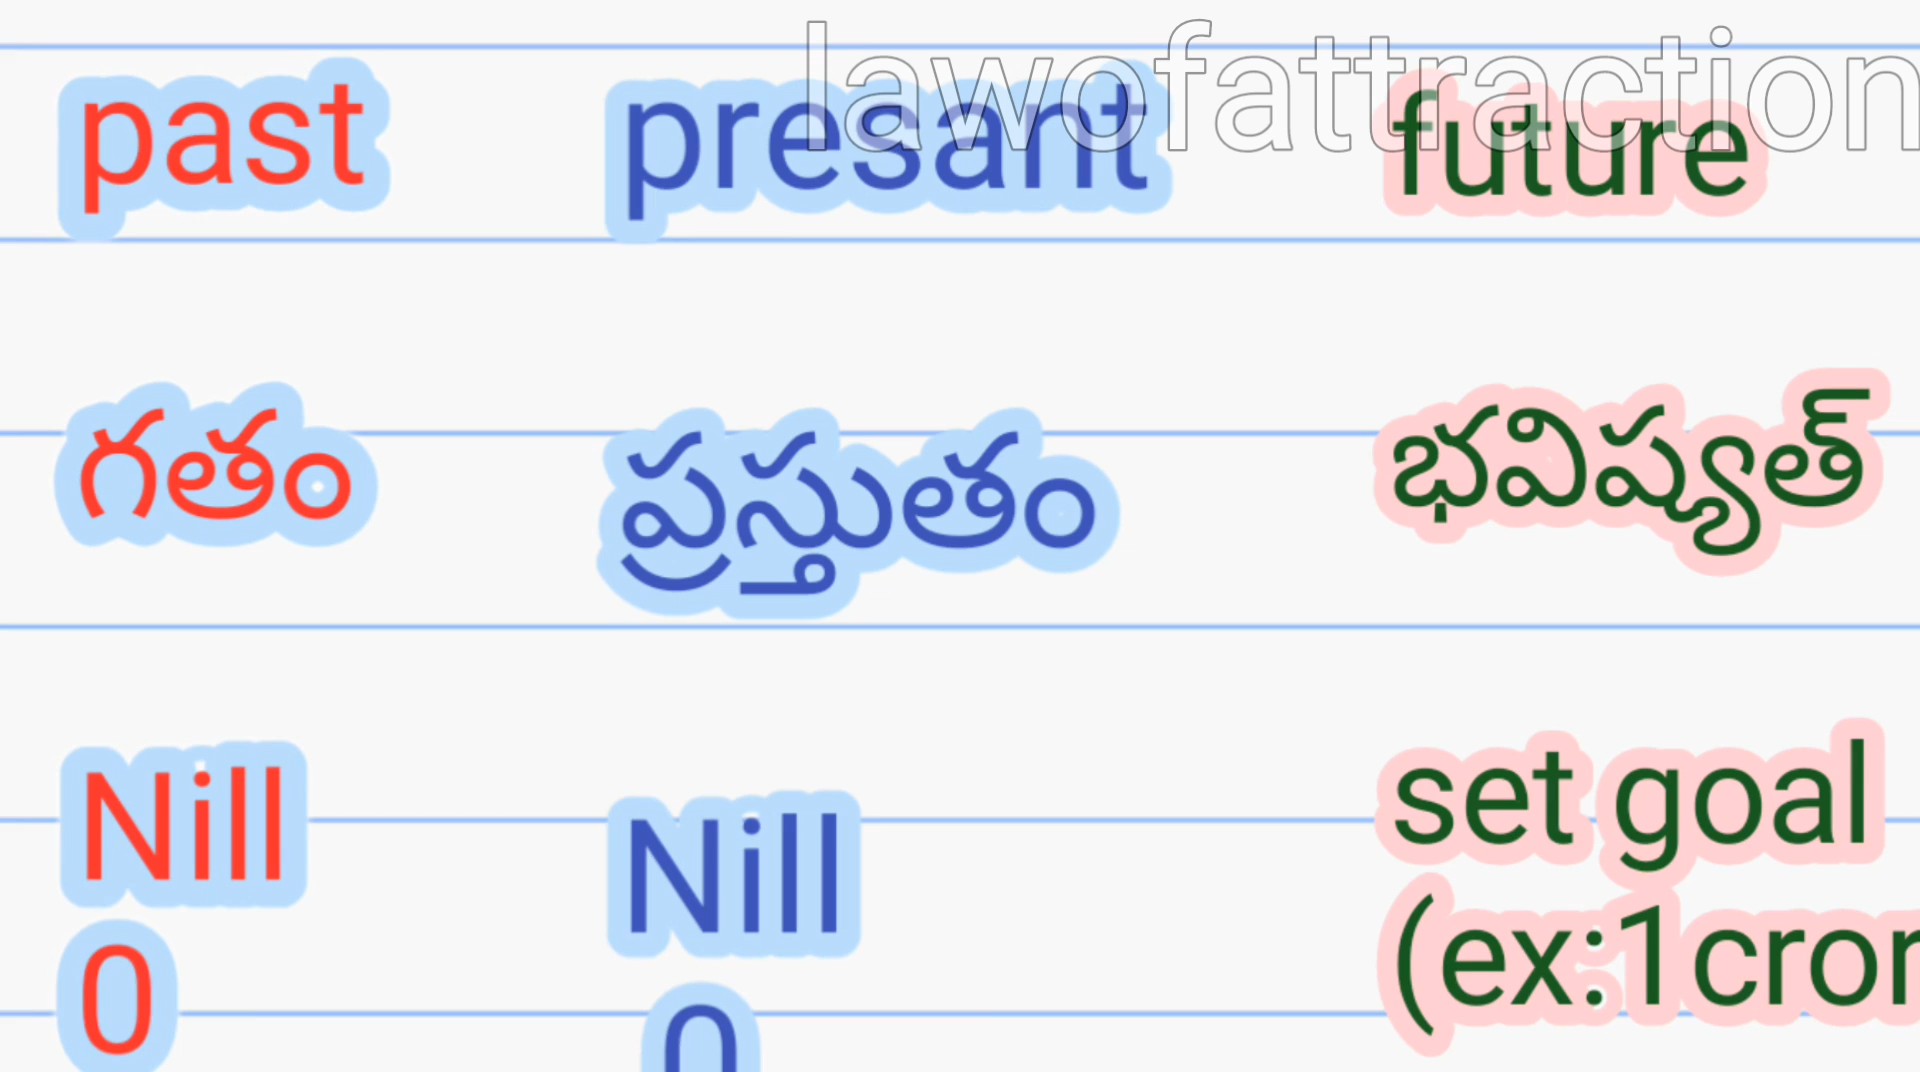 lawofattraction
past presant future
గతం ప్రస్తుతం భవిష్యత్
Nill Nill set goal
0 0 (ex:1cror